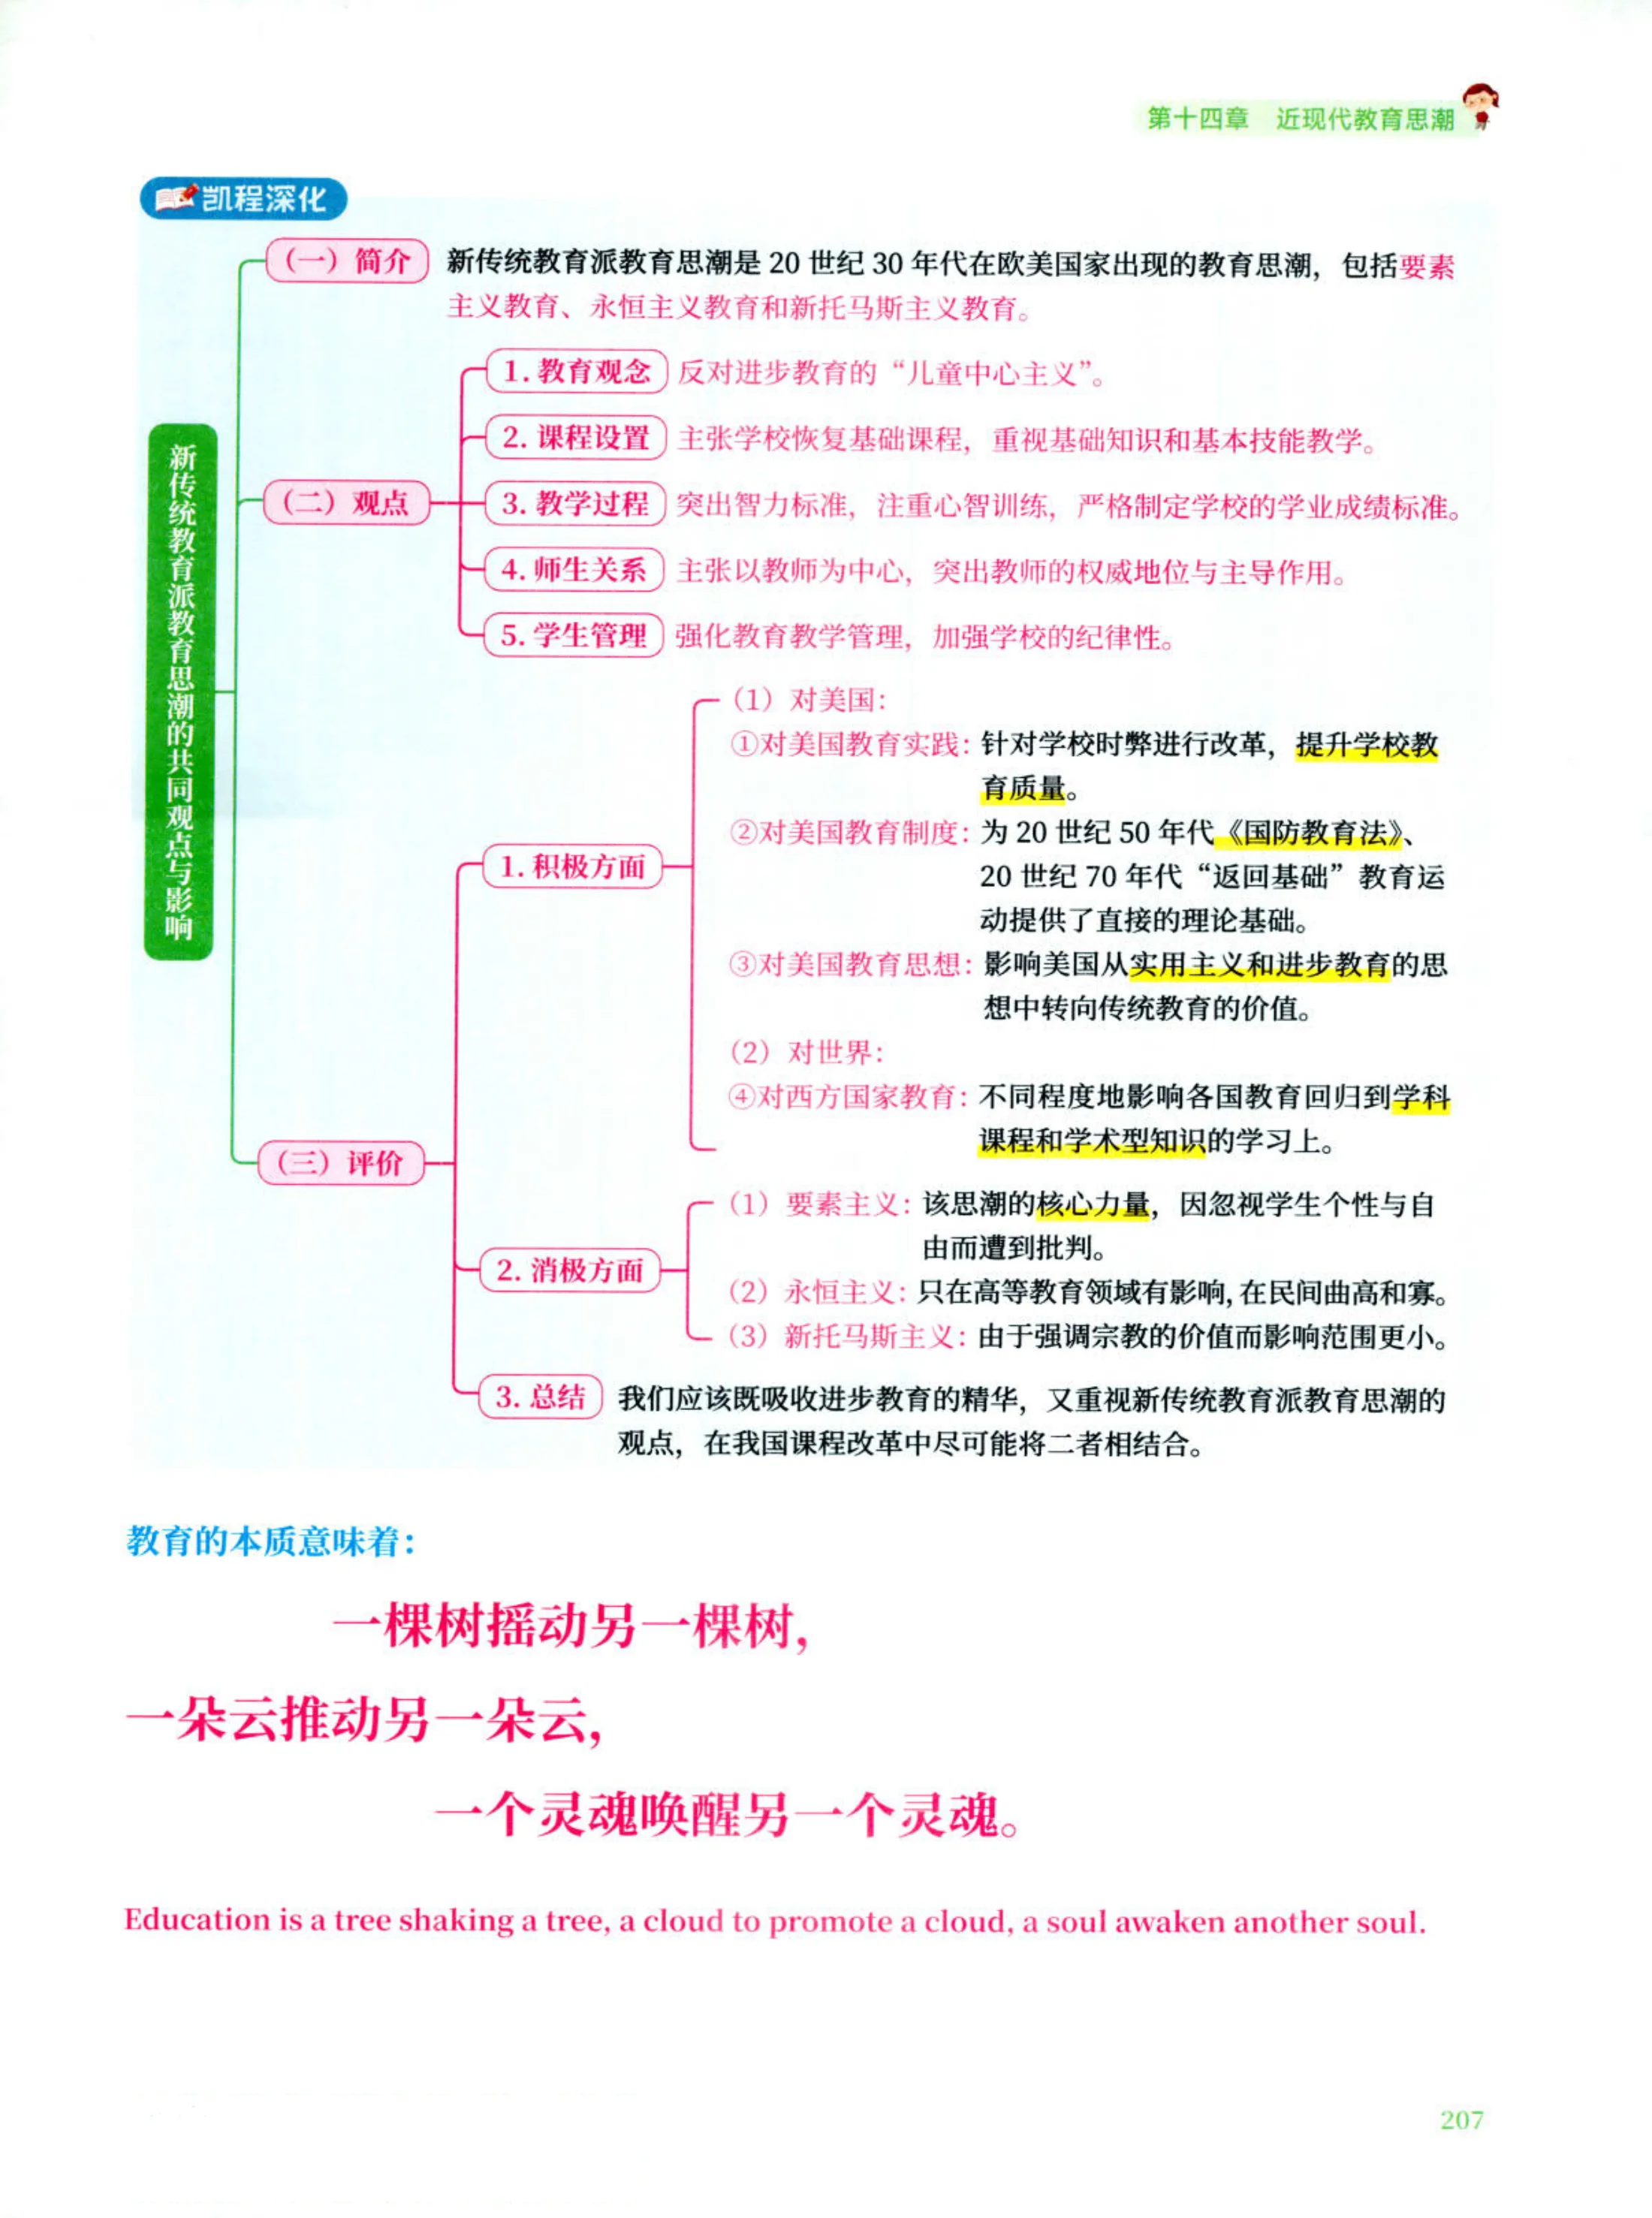 第十四章 近现代教育思潮
凯程深化
新传统教育派教育思潮的共同观点与影响
（一）简介
新传统教育派教育思潮是 20 世纪 30 年代在欧美国家出现的教育思潮，包括要素
主义教育、永恒主义教育和新托马斯主义教育。
（二）观点
1. 教育观念 反对进步教育的“儿童中心主义”。
2. 课程设置 主张学校恢复基础课程，重视基础知识和基本技能教学。
3. 教学过程 突出智力标准，注重心智训练，严格制定学校的学业成绩标准。
4. 师生关系 主张以教师为中心，突出教师的权威地位与主导作用。
5. 学生管理 强化教育教学管理，加强学校的纪律性。
（三）评价
1. 积极方面
（1）对美国：
①对美国教育实践：针对学校时弊进行改革，提升学校教
育质量。
②对美国教育制度：为 20 世纪 50 年代《国防教育法》、
20 世纪 70 年代“返回基础”教育运
动提供了直接的理论基础。
③对美国教育思想：影响美国从实用主义和进步教育的思
想中转向传统教育的价值。
（2）对世界：
④对西方国家教育：不同程度地影响各国教育回归到学科
课程和学术型知识的学习上。
2. 消极方面
（1）要素主义：该思潮的核心力量，因忽视学生个性与自
由而遭到批判。
（2）永恒主义：只在高等教育领域有影响，在民间曲高和寡。
（3）新托马斯主义：由于强调宗教的价值而影响范围更小。
3. 总结 我们应该既吸收进步教育的精华，又重视新传统教育派教育思潮的
观点，在我国课程改革中尽可能将二者相结合。
教育的本质意味着：
一棵树摇动另一棵树，
一朵云推动另一朵云，
一个灵魂唤醒另一个灵魂。
Education is a tree shaking a tree, a cloud to promote a cloud, a soul awaken another soul.
207